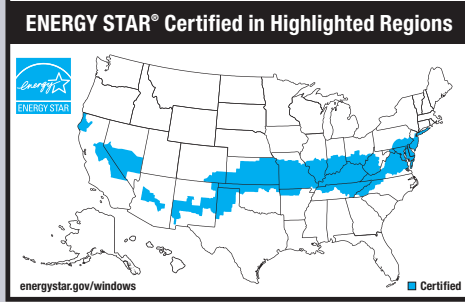 ENERGY STAR® Certified in Highlighted Regions
energy
ENERGY STAR
energystar.gov/windows
Certified